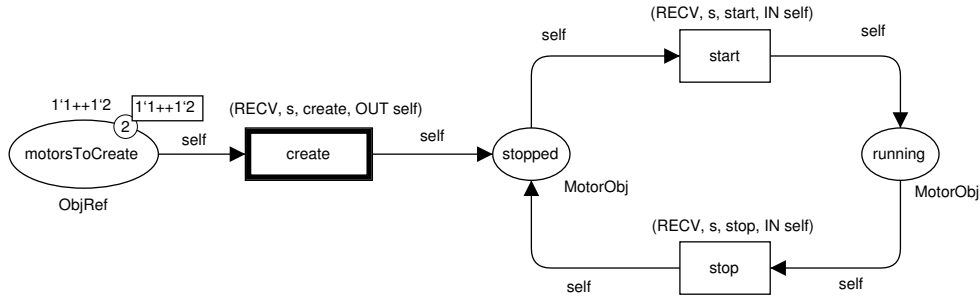 (RECV, s, start, IN self)
self
start
self
1‘1++1‘2
1‘1++1‘2
2
(RECV, s, create, OUT self)
motorsToCreate
self
create
self
stopped
running
ObjRef
MotorObj
MotorObj
(RECV, s, stop, IN self)
stop
self
self